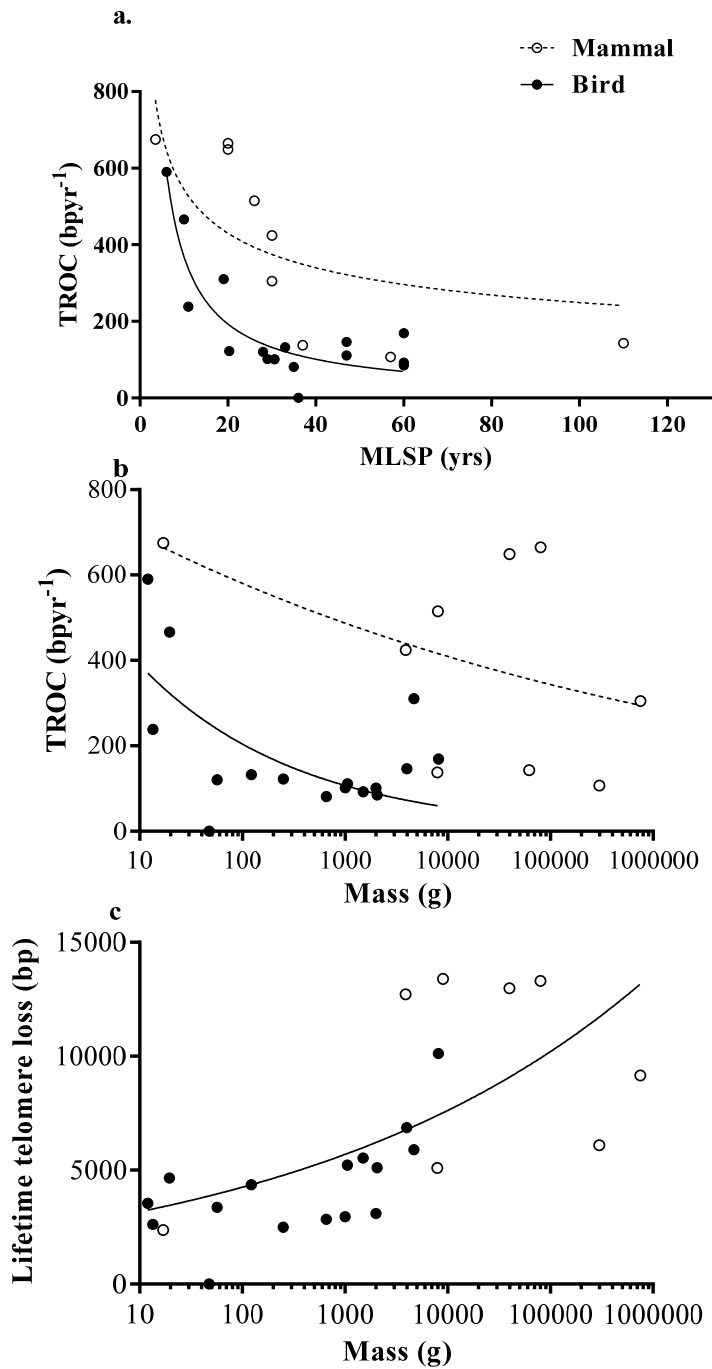 a.
Mammal
Bird
800
600
400
200
0
TROC (bpyr-1)
0 20 40 60 80 100 120
MLSP (yrs)
b
800
600
400
200
0
TROC (bpyr-1)
10 100 1000 10000 100000 1000000
Mass (g)
c
15000
10000
5000
0
Lifetime telomere loss (bp)
10 100 1000 10000 100000 1000000
Mass (g)